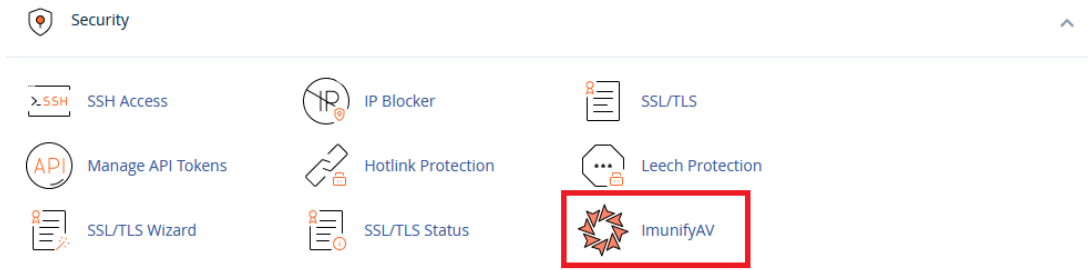 Security
>_SSH SSH Access
IP IP Blocker
SSL/TLS
API Manage API Tokens
Hotlink Protection
Leech Protection
SSL/TLS Wizard
SSL/TLS Status
ImunifyAV